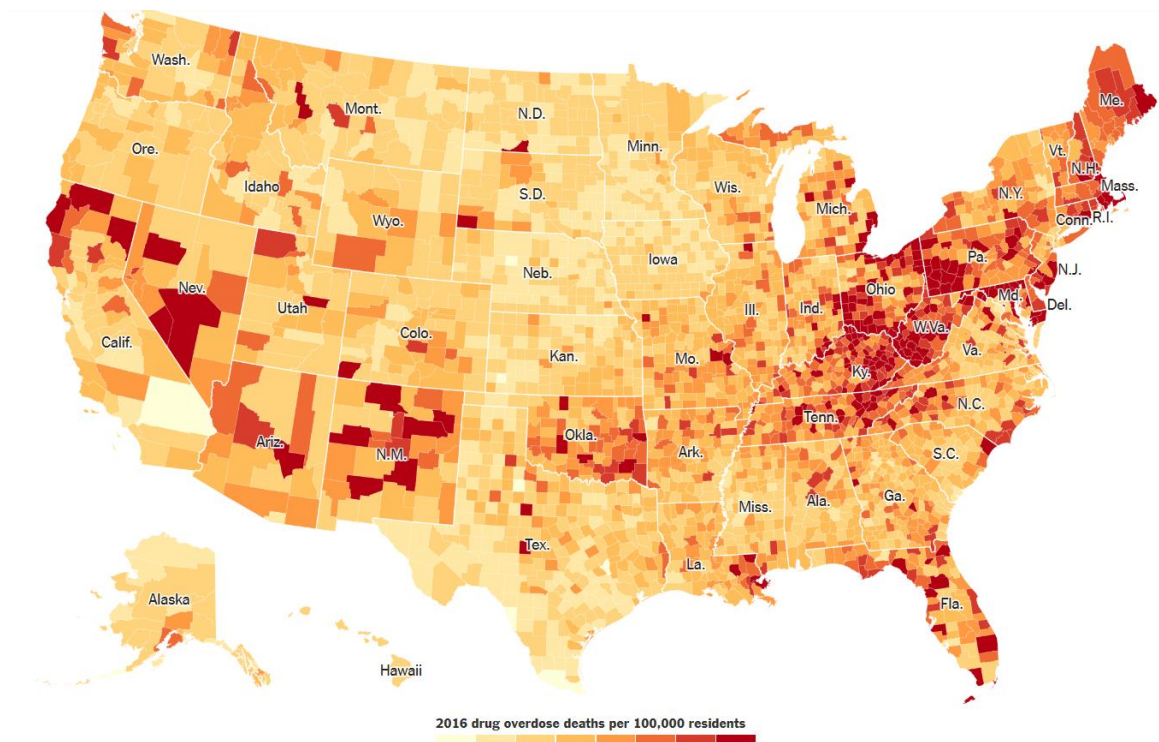 Wash.
Mont.
N.D.
Minn.
Me.
Ore.
Idaho
Wyo.
S.D.
Wis.
Mich.
Vt.
N.H.
N.Y.
Mass.
Conn.
R.I.
Nev.
Utah
Colo.
Neb.
Iowa
Ill.
Ind.
Ohio
Pa.
N.J.
Md.
Del.
Calif.
Kan.
Mo.
W.Va.
Va.
Ky.
Ariz.
N.M.
Okla.
Ark.
Tenn.
N.C.
S.C.
Tex.
La.
Miss.
Ala.
Ga.
Fla.
Alaska
Hawaii
2016 drug overdose deaths per 100,000 residents